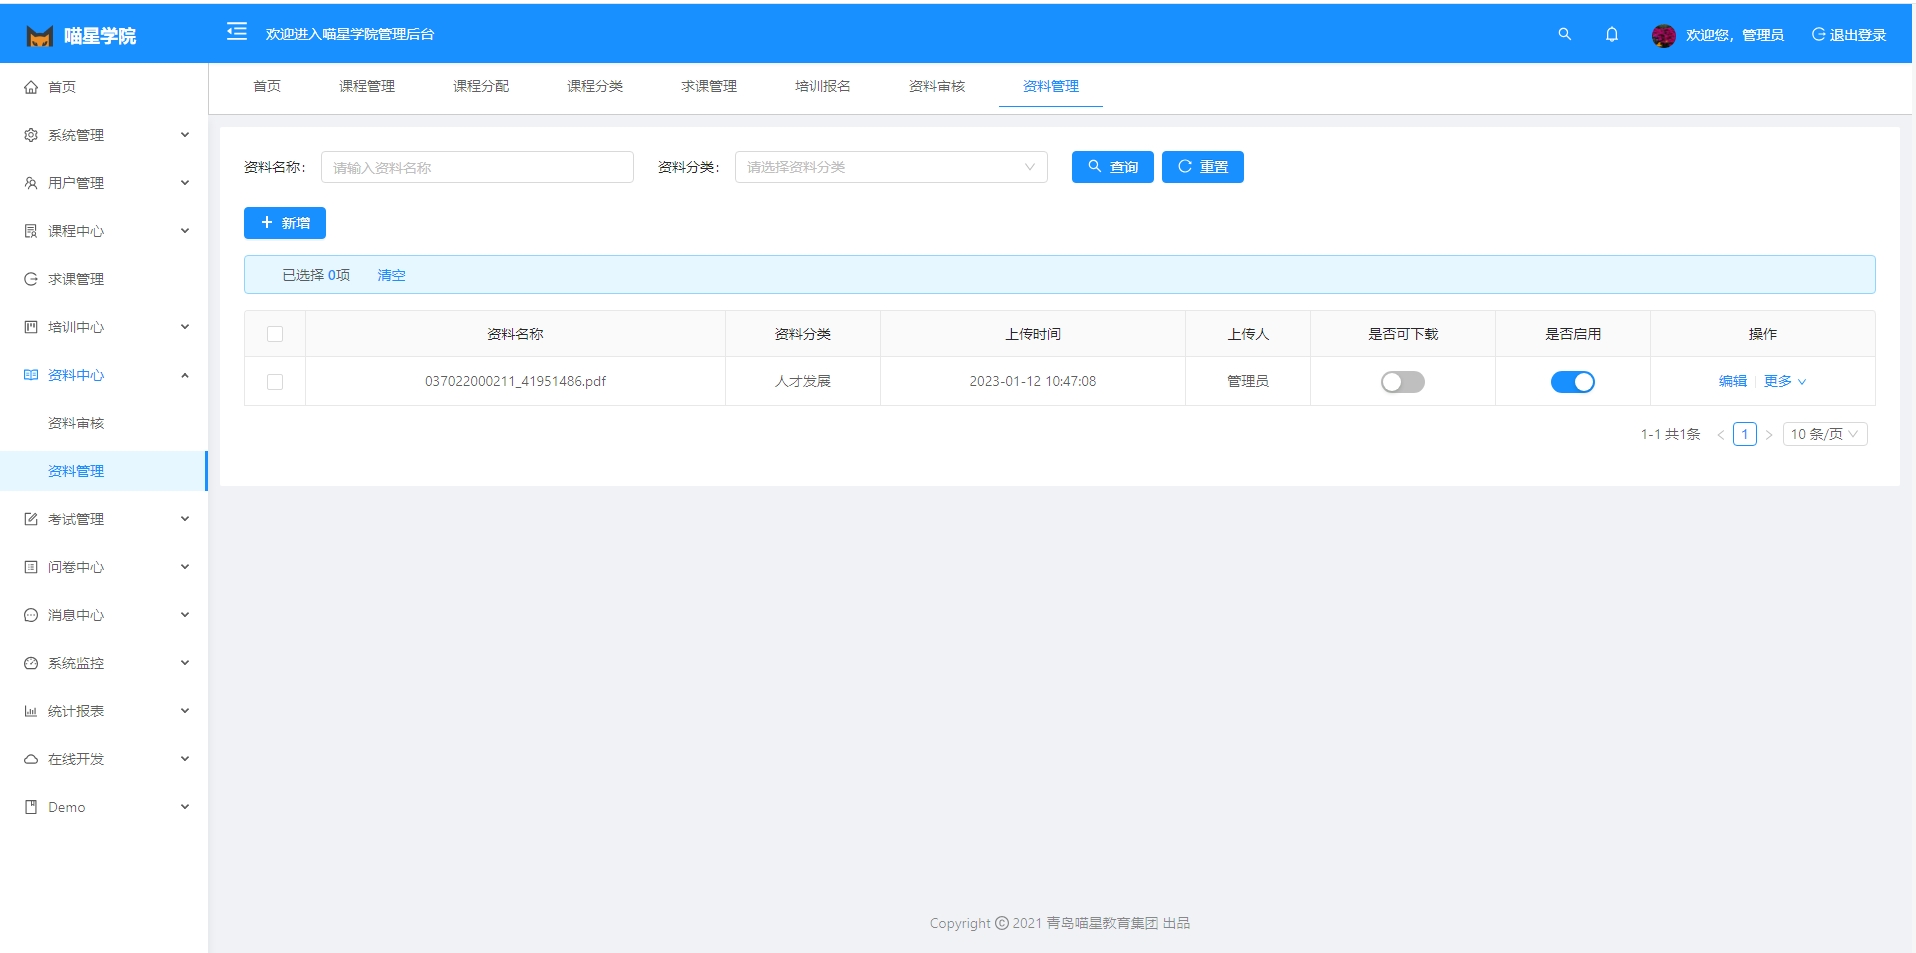 喵星学院
欢迎进入喵星学院管理后台
欢迎您，管理员
退出登录
首页
系统管理
用户管理
课程中心
求课管理
培训中心
资料中心
资料审核
资料管理
考试管理
问卷中心
消息中心
系统监控
统计报表
在线开发
Demo
首页 课程管理 课程分配 课程分类 求课管理 培训报名 资料审核 资料管理
资料名称： 请输入资料名称 资料分类： 请选择资料分类 查询 重置
新增
已选择 0项 清空
资料名称 资料分类 上传时间 上传人 是否可下载 是否启用 操作
037022000211_41951486.pdf 人才发展 2023-01-12 10:47:08 管理员 编辑 更多
1-1 共1条 < 1 > 10 条/页
Copyright © 2021 青岛喵星教育集团 出品